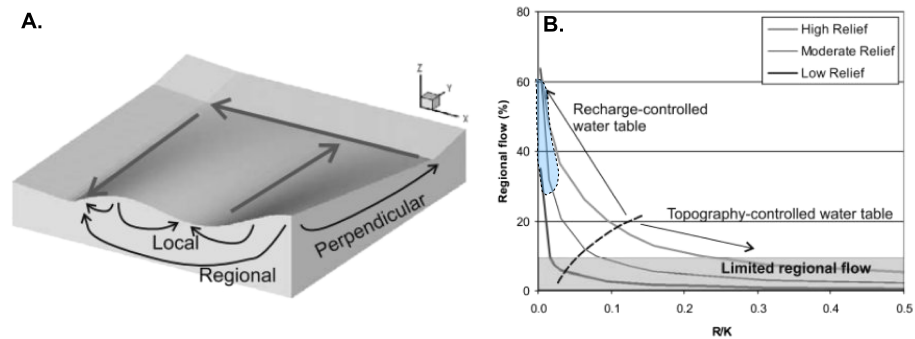 A.
Z
Y
X
Local
Regional
Perpendicular
B.
High Relief
Moderate Relief
Low Relief
Recharge-controlled
water table
Topography-controlled water table
Limited regional flow
Regional flow (%)
80
60
40
20
0
0.0
0.1
0.2
0.3
0.4
0.5
R/K